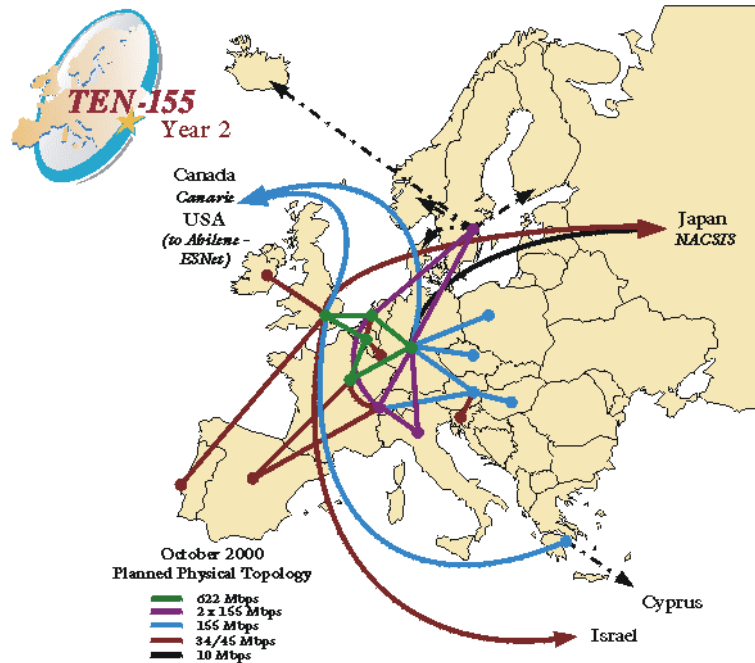 TEN-155
Year 2
Canada
Canarie
USA
(to Abilene -
ESNet)
Japan
NACSIS
October 2000
Planned Physical Topology
622 Mbps
2 x 155 Mbps
155 Mbps
34/45 Mbps
10 Mbps
Cyprus
Israel